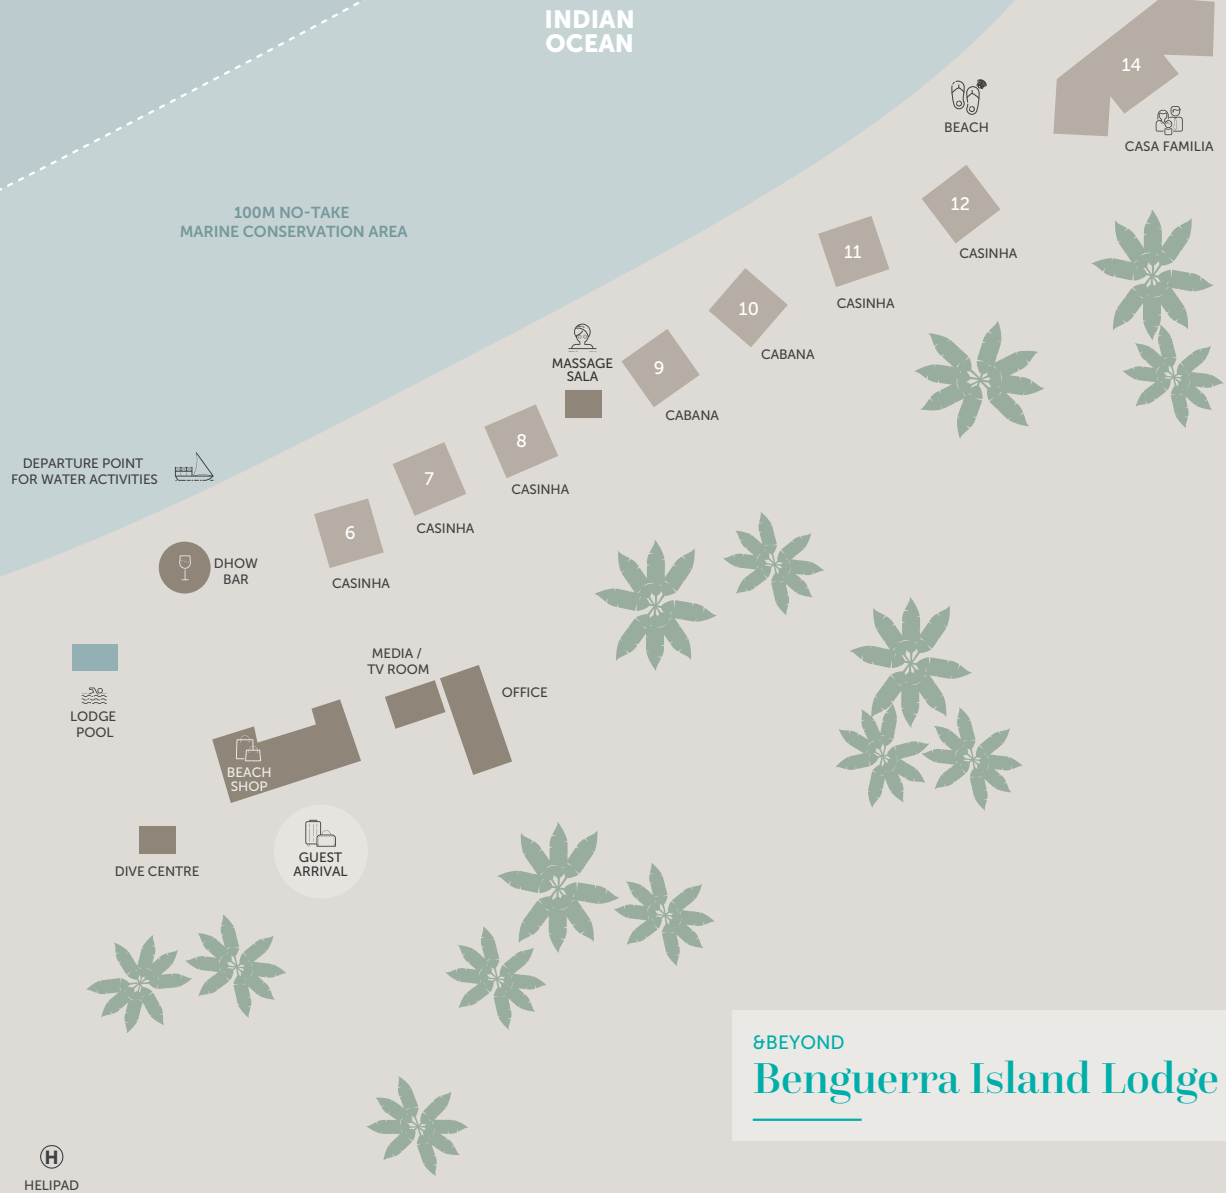 INDIAN
OCEAN
14
BEACH
CASA FAMILIA
100M NO-TAKE
MARINE CONSERVATION AREA
12
CASINHA
11
CASINHA
10
CABANA
MASSAGE
SALA
9
CABANA
8
CASINHA
7
CASINHA
DEPARTURE POINT
FOR WATER ACTIVITIES
6
CASINHA
DHOW
BAR
MEDIA /
TV ROOM
OFFICE
LODGE
POOL
BEACH
SHOP
DIVE CENTRE
GUEST
ARRIVAL
&BEYOND
Benguerra Island Lodge
H
HELIPAD